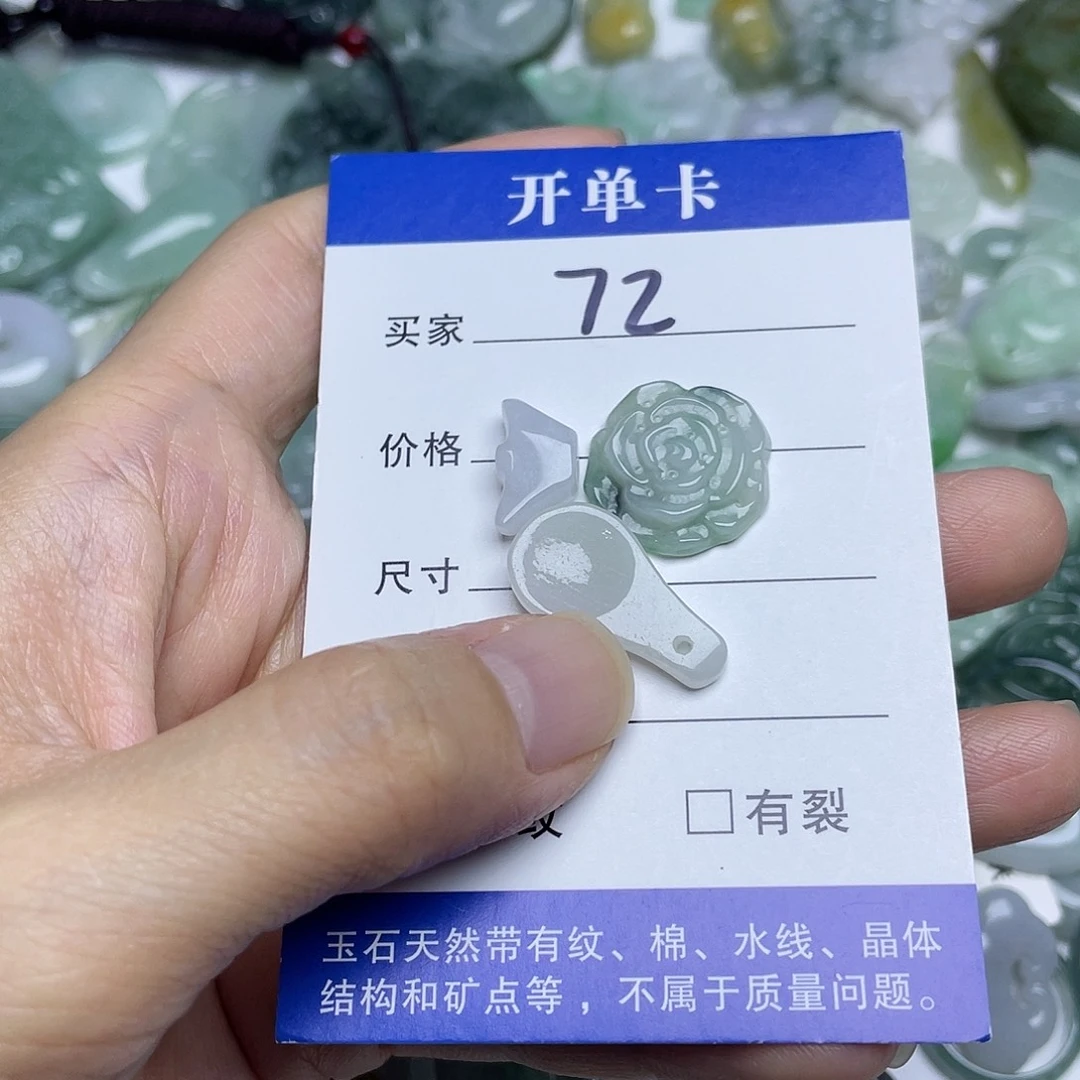 开单卡
买家 72
价格
尺寸
纹 □有裂
玉石天然带有纹、棉、水线、晶体
结构和矿点等，不属于质量问题。